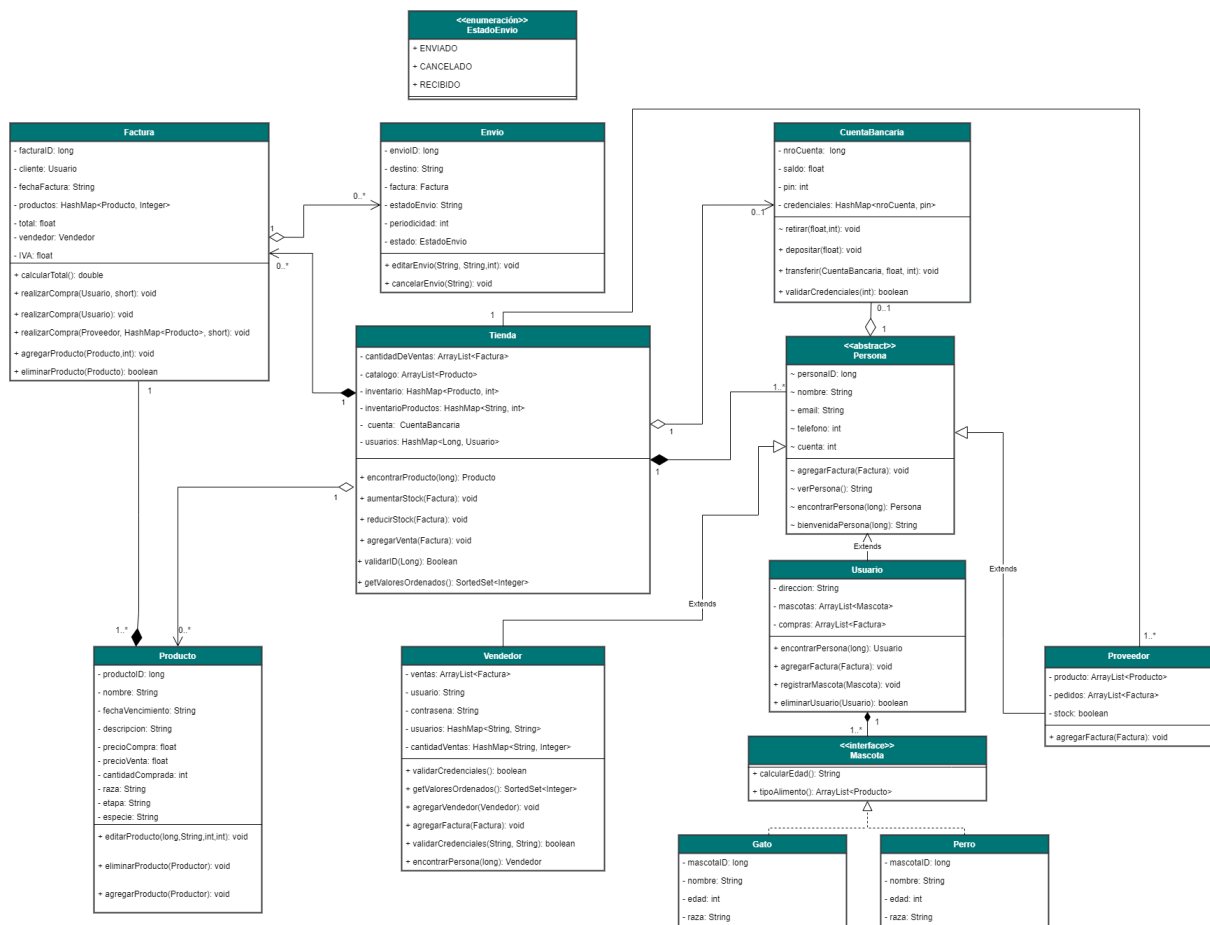 <<enumeración>>
EstadoEnvio
+ ENVIADO
+ CANCELADO
+ RECIBIDO
Factura
- facturaID: long
- cliente: Usuario
- fechaFactura: String
- productos: HashMap<Producto, Integer>
- total: float
- vendedor: Vendedor
- IVA: float
+ calcularTotal(): double
+ realizarCompra(Usuario, short): void
+ realizarCompra(Usuario): void
+ realizarCompra(Proveedor, HashMap<Producto>, short): void
+ agregarProducto(Producto,int): void
+ eliminarProducto(Producto): boolean
1
0..*
0..*
1
Envio
- envioID: long
- destino: String
- factura: Factura
- estadoEnvio: String
- periodicidad: int
- estado: EstadoEnvio
+ editarEnvio(String, String,int): void
+ cancelarEnvio(String): void
CuentaBancaria
- nroCuenta: long
- saldo: float
- pin: int
- credenciales: HashMap<nroCuenta, pin>
~ retirar(float,int): void
+ depositar(float): void
+ transferir(CuentaBancaria, float, int): void
+ validarCredenciales(int): boolean
0..1
0..1
1
1
Tienda
- cantidadDeVentas: ArrayList<Factura>
- catalogo: ArrayList<Producto>
- inventario: HashMap<Producto, int>
- inventarioProductos: HashMap<String, int>
- cuenta: CuentaBancaria
- usuarios: HashMap<Long, Usuario>
+ encontrarProducto(long): Producto
+ aumentarStock(Factura): void
+ reducirStock(Factura): void
+ agregarVenta(Factura): void
+ validarID(Long): Boolean
+ getValoresOrdenados(): SortedSet<Integer>
1
1
1
1
1..*
<<abstract>>
Persona
~ personaID: long
~ nombre: String
~ email: String
~ telefono: int
~ cuenta: int
~ agregarFactura(Factura): void
~ verPersona(): String
~ encontrarPersona(long): Persona
~ bienvenidaPersona(long): String
Extends
Extends
Extends
Usuario
- direccion: String
- mascotas: ArrayList<Mascota>
- compras: ArrayList<Factura>
+ encontrarPersona(long): Usuario
+ agregarFactura(Factura): void
+ registrarMascota(Mascota): void
+ eliminarUsuario(Usuario): boolean
1..*
0..*
1..*
Producto
- productoID: long
- nombre: String
- fechaVencimiento: String
- descripcion: String
- precioCompra: float
- precioVenta: float
- cantidadComprada: int
- raza: String
- etapa: String
- especie: String
+ editarProducto(long,String,int,int): void
+ eliminarProducto(Productor): void
+ agregarProducto(Productor): void
Vendedor
- ventas: ArrayList<Factura>
- usuario: String
- contrasena: String
- usuarios: HashMap<String, String>
- cantidadVentas: HashMap<String, Integer>
+ validarCredenciales(): boolean
+ getValoresOrdenados(): SortedSet<Integer>
+ agregarVendedor(Vendedor): void
+ agregarFactura(Factura): void
+ validarCredenciales(String, String): boolean
+ encontrarPersona(long): Vendedor
Proveedor
- producto: ArrayList<Producto>
- pedidos: ArrayList<Factura>
- stock: boolean
+ agregarFactura(Factura): void
1
1..*
<<interface>>
Mascota
+ calcularEdad(): String
+ tipoAlimento(): ArrayList<Producto>
Gato
- mascotaID: long
- nombre: String
- edad: int
- raza: String
Perro
- mascotaID: long
- nombre: String
- edad: int
- raza: String